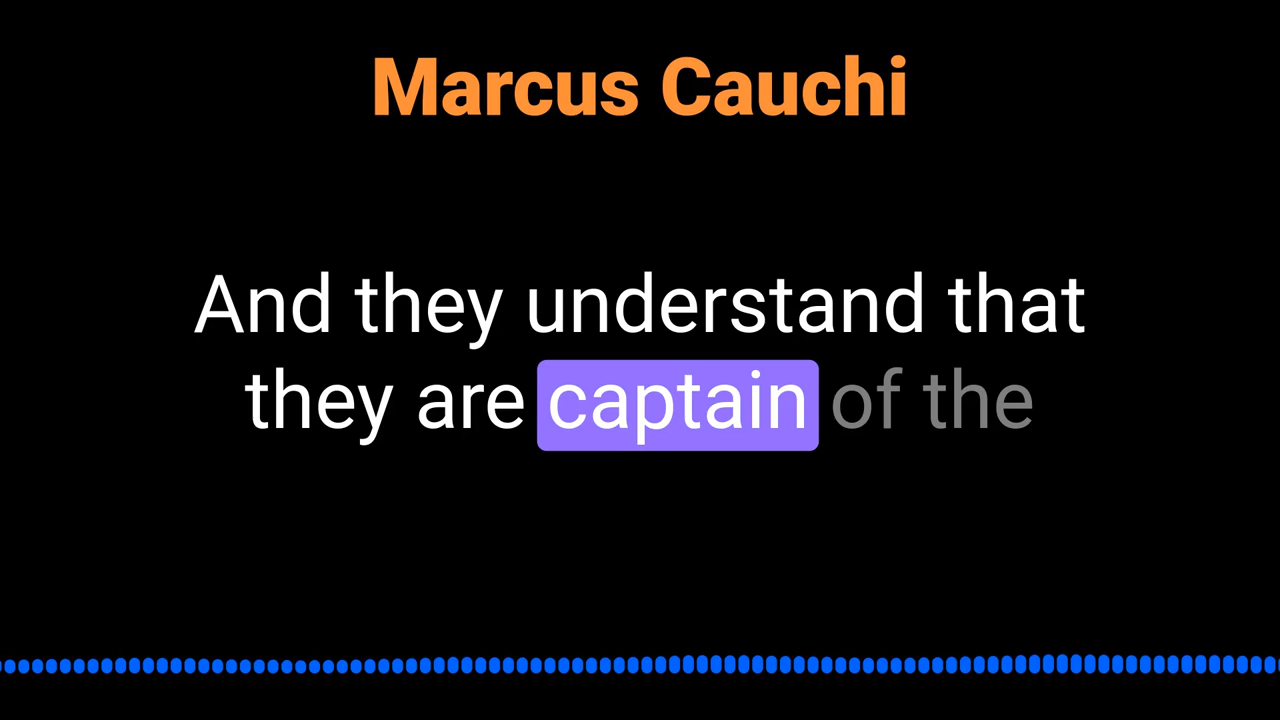 Marcus Cauchi
And they understand that
they are captain of the